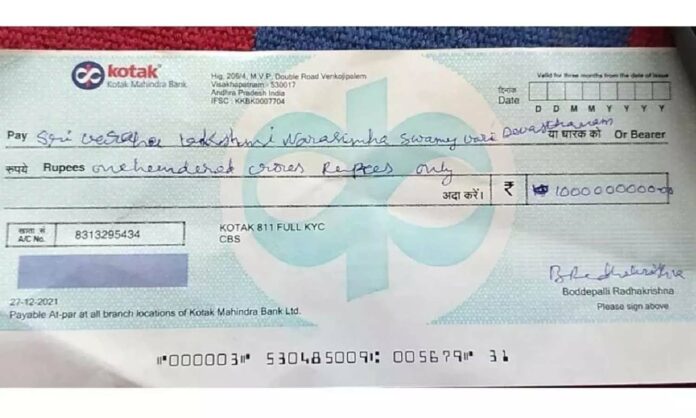 kotak
Kotak Mahindra Bank
Hig. 205/4, M.V.P, Double Road Venkojipalem
Visakhapatnam - 530017
Andhra Pradesh India
IFSC : KKBK0007704
Valid for three months from the date of issue
दिनांक
Date
D D M M Y Y Y Y
Pay Sri Varaha Lakshmi Narasimha Swamy Vari Devasthanam या धारक को Or Bearer
रुपये Rupees one hundered crores Rupees only
अदा करें। ₹ 1000000000
खाता सं
A/C No. 8313295434
KOTAK 811 FULL KYC
CBS
Boddepalli Radhakrishna
Please sign above
27-12-2021
Payable At-par at all branch locations of Kotak Mahindra Bank Ltd.
⑈000003⑈ 530485009⑆ 005679⑈ 31